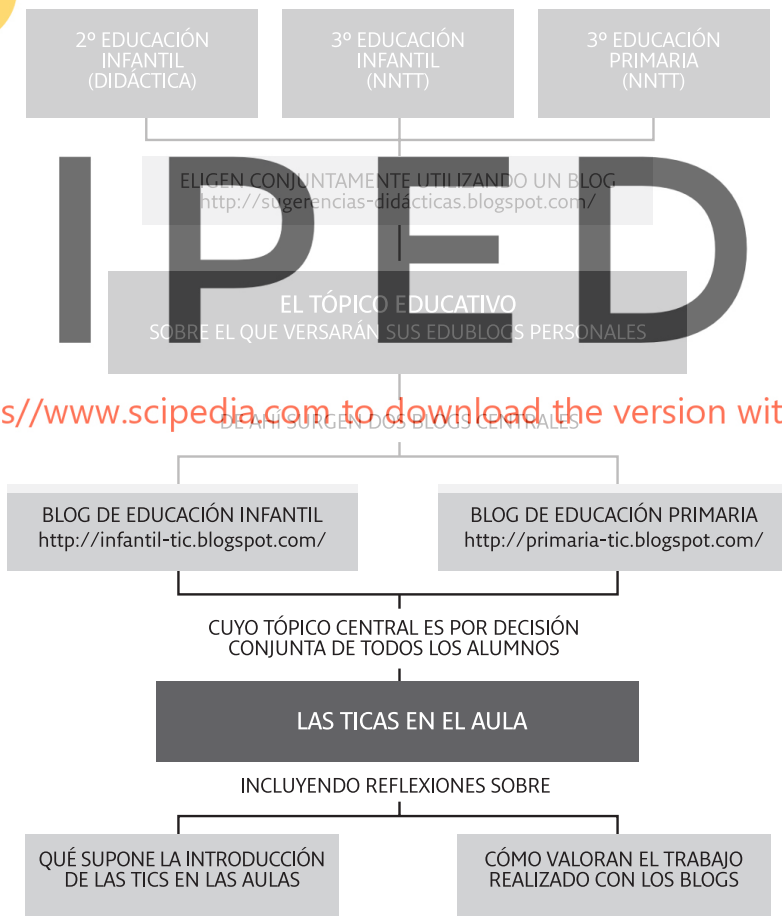 2º EDUCACIÓN
INFANTIL
(DIDÁCTICA)
3º EDUCACIÓN
INFANTIL
(NNTT)
3º EDUCACIÓN
PRIMARIA
(NNTT)
ELIGEN CONJUNTAMENTE UTILIZANDO UN BLOG
http://sugerencias-didácticas.blogspot.com/
IPED
EL TÓPICO EDUCATIVO
SOBRE EL QUE VERSARÁN SUS EDUBLOGS PERSONALES
s//www.scipedia.com to download the version wit
DE AHÍ SURGEN DOS BLOGS CENTRALES
BLOG DE EDUCACIÓN INFANTIL
http://infantil-tic.blogspot.com/
BLOG DE EDUCACIÓN PRIMARIA
http://primaria-tic.blogspot.com/
CUYO TÓPICO CENTRAL ES POR DECISIÓN
CONJUNTA DE TODOS LOS ALUMNOS
LAS TICAS EN EL AULA
INCLUYENDO REFLEXIONES SOBRE
QUÉ SUPONE LA INTRODUCCIÓN
DE LAS TICS EN LAS AULAS
CÓMO VALORAN EL TRABAJO
REALIZADO CON LOS BLOGS